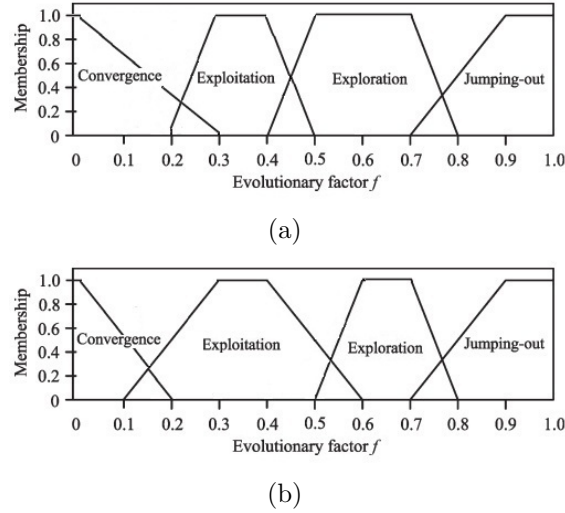 1.0
0.8
0.6
0.4
0.2
0
Membership
Convergence
Exploitation
Exploration
Jumping-out
0 0.1 0.2 0.3 0.4 0.5 0.6 0.7 0.8 0.9 1.0
Evolutionary factor f
(a)
1.0
0.8
0.6
0.4
0.2
0
Membership
Convergence
Exploitation
Exploration
Jumping-out
0 0.1 0.2 0.3 0.4 0.5 0.6 0.7 0.8 0.9 1.0
Evolutionary factor f
(b)